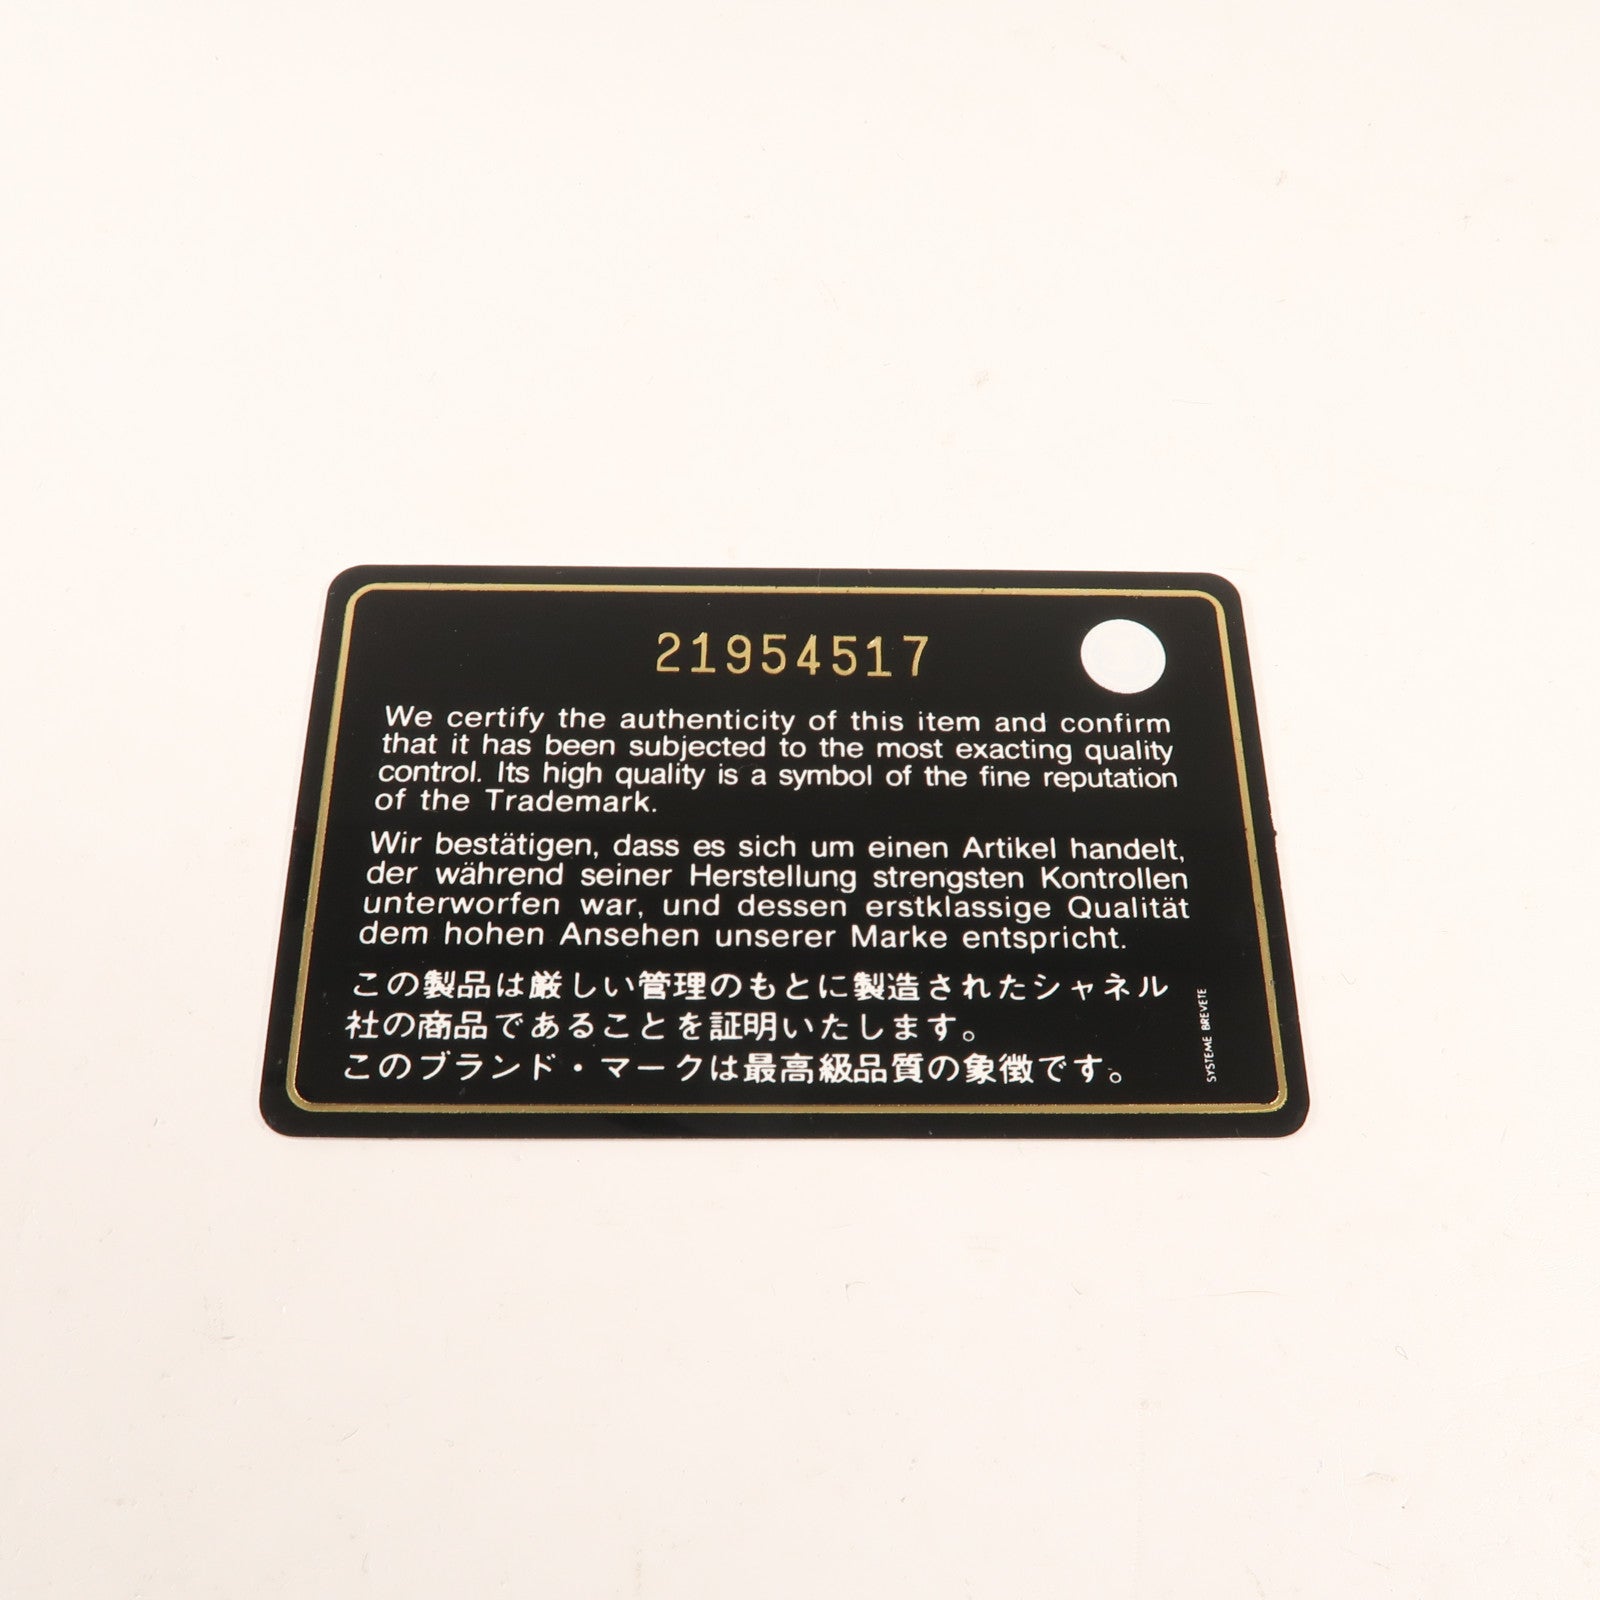 21954517
We certify the authenticity of this item and confirm
that it has been subjected to the most exacting quality
control. Its high quality is a symbol of the fine reputation
of the Trademark.
Wir bestätigen, dass es sich um einen Artikel handelt,
der während seiner Herstellung strengsten Kontrollen
unterworfen war, und dessen erstklassige Qualität
dem hohen Ansehen unserer Marke entspricht.
この製品は厳しい管理のもとに製造されたシャネル
社の商品であることを証明いたします。
このブランド・マークは最高級品質の象徴です。
SYSTEME BREVETE